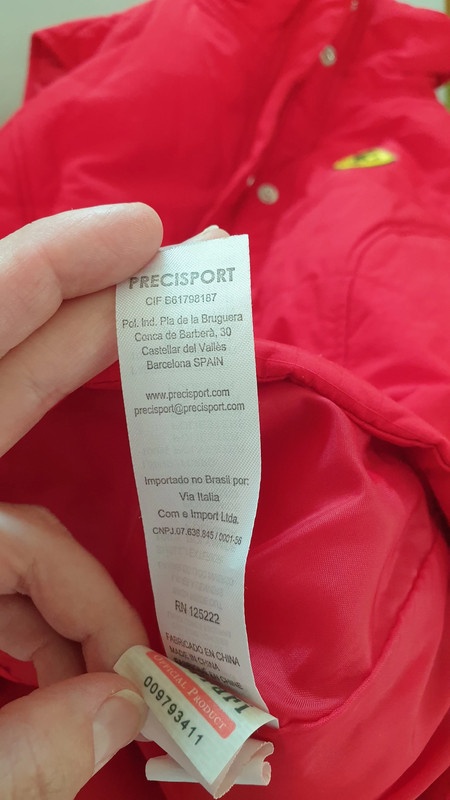 PRECISPORT
CIF B61798187
Pol. Ind. Pla de la Bruguera
Conca de Barberà, 30
Castellar del Vallès
Barcelona SPAIN
www.precisport.com
precisport@precisport.com
Importado no Brasil por:
Via Italia
Com e Import Ltda.
CNPJ.07.636.845 / 0001-56
RN 125222
FABRICADO EN CHINA
MADE IN CHINA
OFFICIAL PRODUCT
009793411